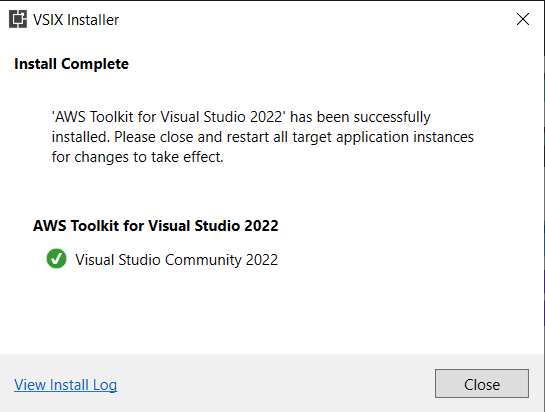 VSIX Installer
Install Complete
'AWS Toolkit for Visual Studio 2022' has been successfully
installed. Please close and restart all target application instances
for changes to take effect.
AWS Toolkit for Visual Studio 2022
Visual Studio Community 2022
View Install Log
Close